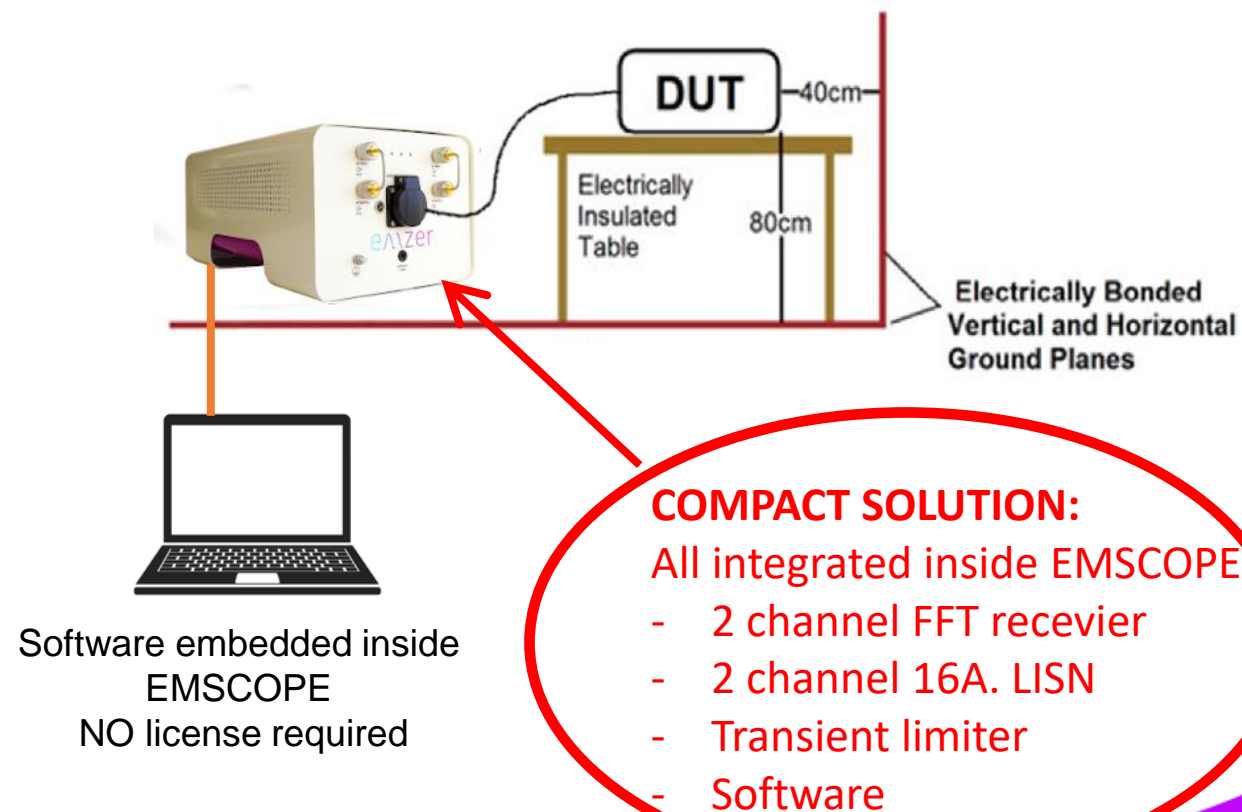 DUT
40cm
Electrically
Insulated
Table
80cm
emzer
Electrically Bonded
Vertical and Horizontal
Ground Planes
COMPACT SOLUTION:
All integrated inside EMSCOPE
- 2 channel FFT recevier
- 2 channel 16A. LISN
- Transient limiter
- Software
Software embedded inside
EMSCOPE
NO license required